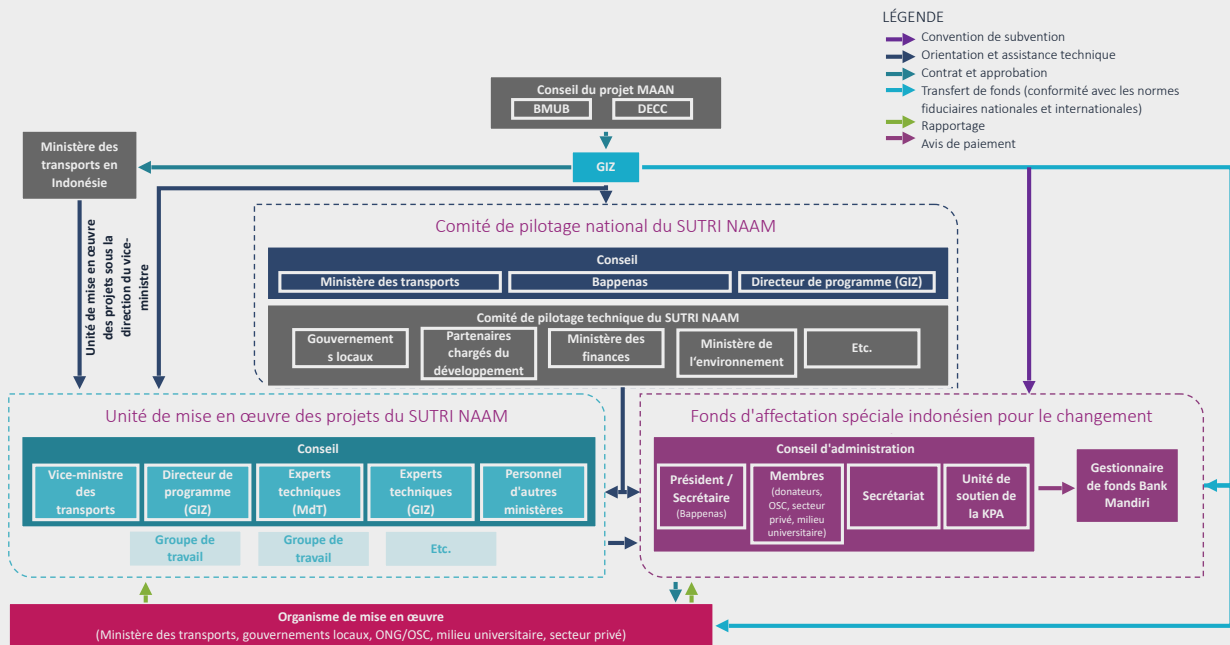 LÉGENDE
Convention de subvention
Orientation et assistance technique
Contrat et approbation
Transfert de fonds (conformité avec les normes
fiduciaires nationales et internationales)
Rapportage
Avis de paiement
Conseil du projet MAAN
BMUB
DECC
Ministère des
transports en
Indonésie
GIZ
Unité de mise en œuvre
des projets sous la
direction du vice-
ministre
Comité de pilotage national du SUTRI NAAM
Conseil
Ministère des transports
Bappenas
Directeur de programme (GIZ)
Comité de pilotage technique du SUTRI NAAM
Gouvernement
s locaux
Partenaires
chargés du
développement
Ministère des
finances
Ministère de
l'environnement
Etc.
Unité de mise en œuvre des projets du SUTRI NAAM
Conseil
Vice-ministre
des
transports
Directeur de
programme
(GIZ)
Experts
techniques
(MdT)
Experts
techniques
(GIZ)
Personnel
d'autres
ministères
Groupe de
travail
Groupe de
travail
Etc.
Fonds d'affectation spéciale indonésien pour le changement
Conseil d'administration
Président /
Secrétaire
(Bappenas)
Membres
(donateurs,
OSC, secteur
privé, milieu
universitaire)
Secrétariat
Unité de
soutien de
la KPA
Gestionnaire
de fonds Bank
Mandiri
Organisme de mise en œuvre
(Ministère des transports, gouvernements locaux, ONG/OSC, milieu universitaire, secteur privé)